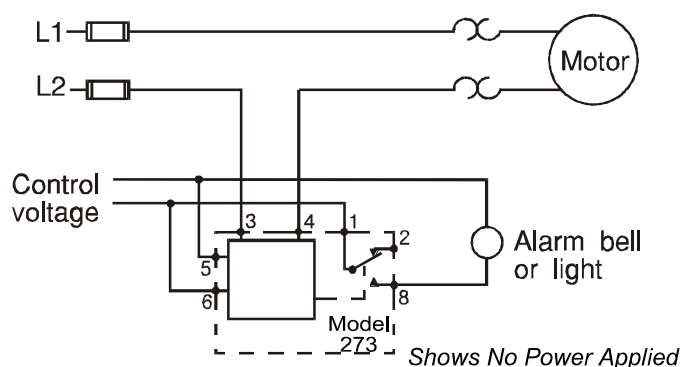 L1
Motor
L2
Control
voltage
3
4
1
2
5
6
8
Alarm bell
or light
Model
273
Shows No Power Applied